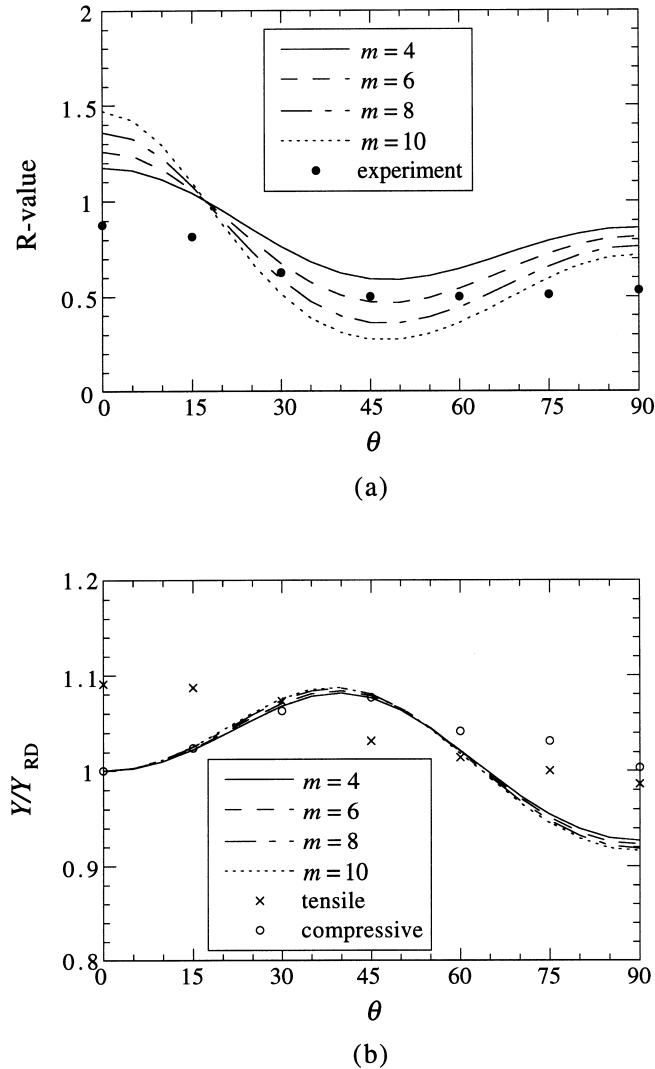 2
1.5
1
0.5
0
R-value
m = 4
m = 6
m = 8
m = 10
experiment
0 15 30 45 60 75 90
θ
(a)
1.2
1.1
1
0.9
0.8
Y/Y RD
m = 4
m = 6
m = 8
m = 10
tensile
compressive
0 15 30 45 60 75 90
θ
(b)